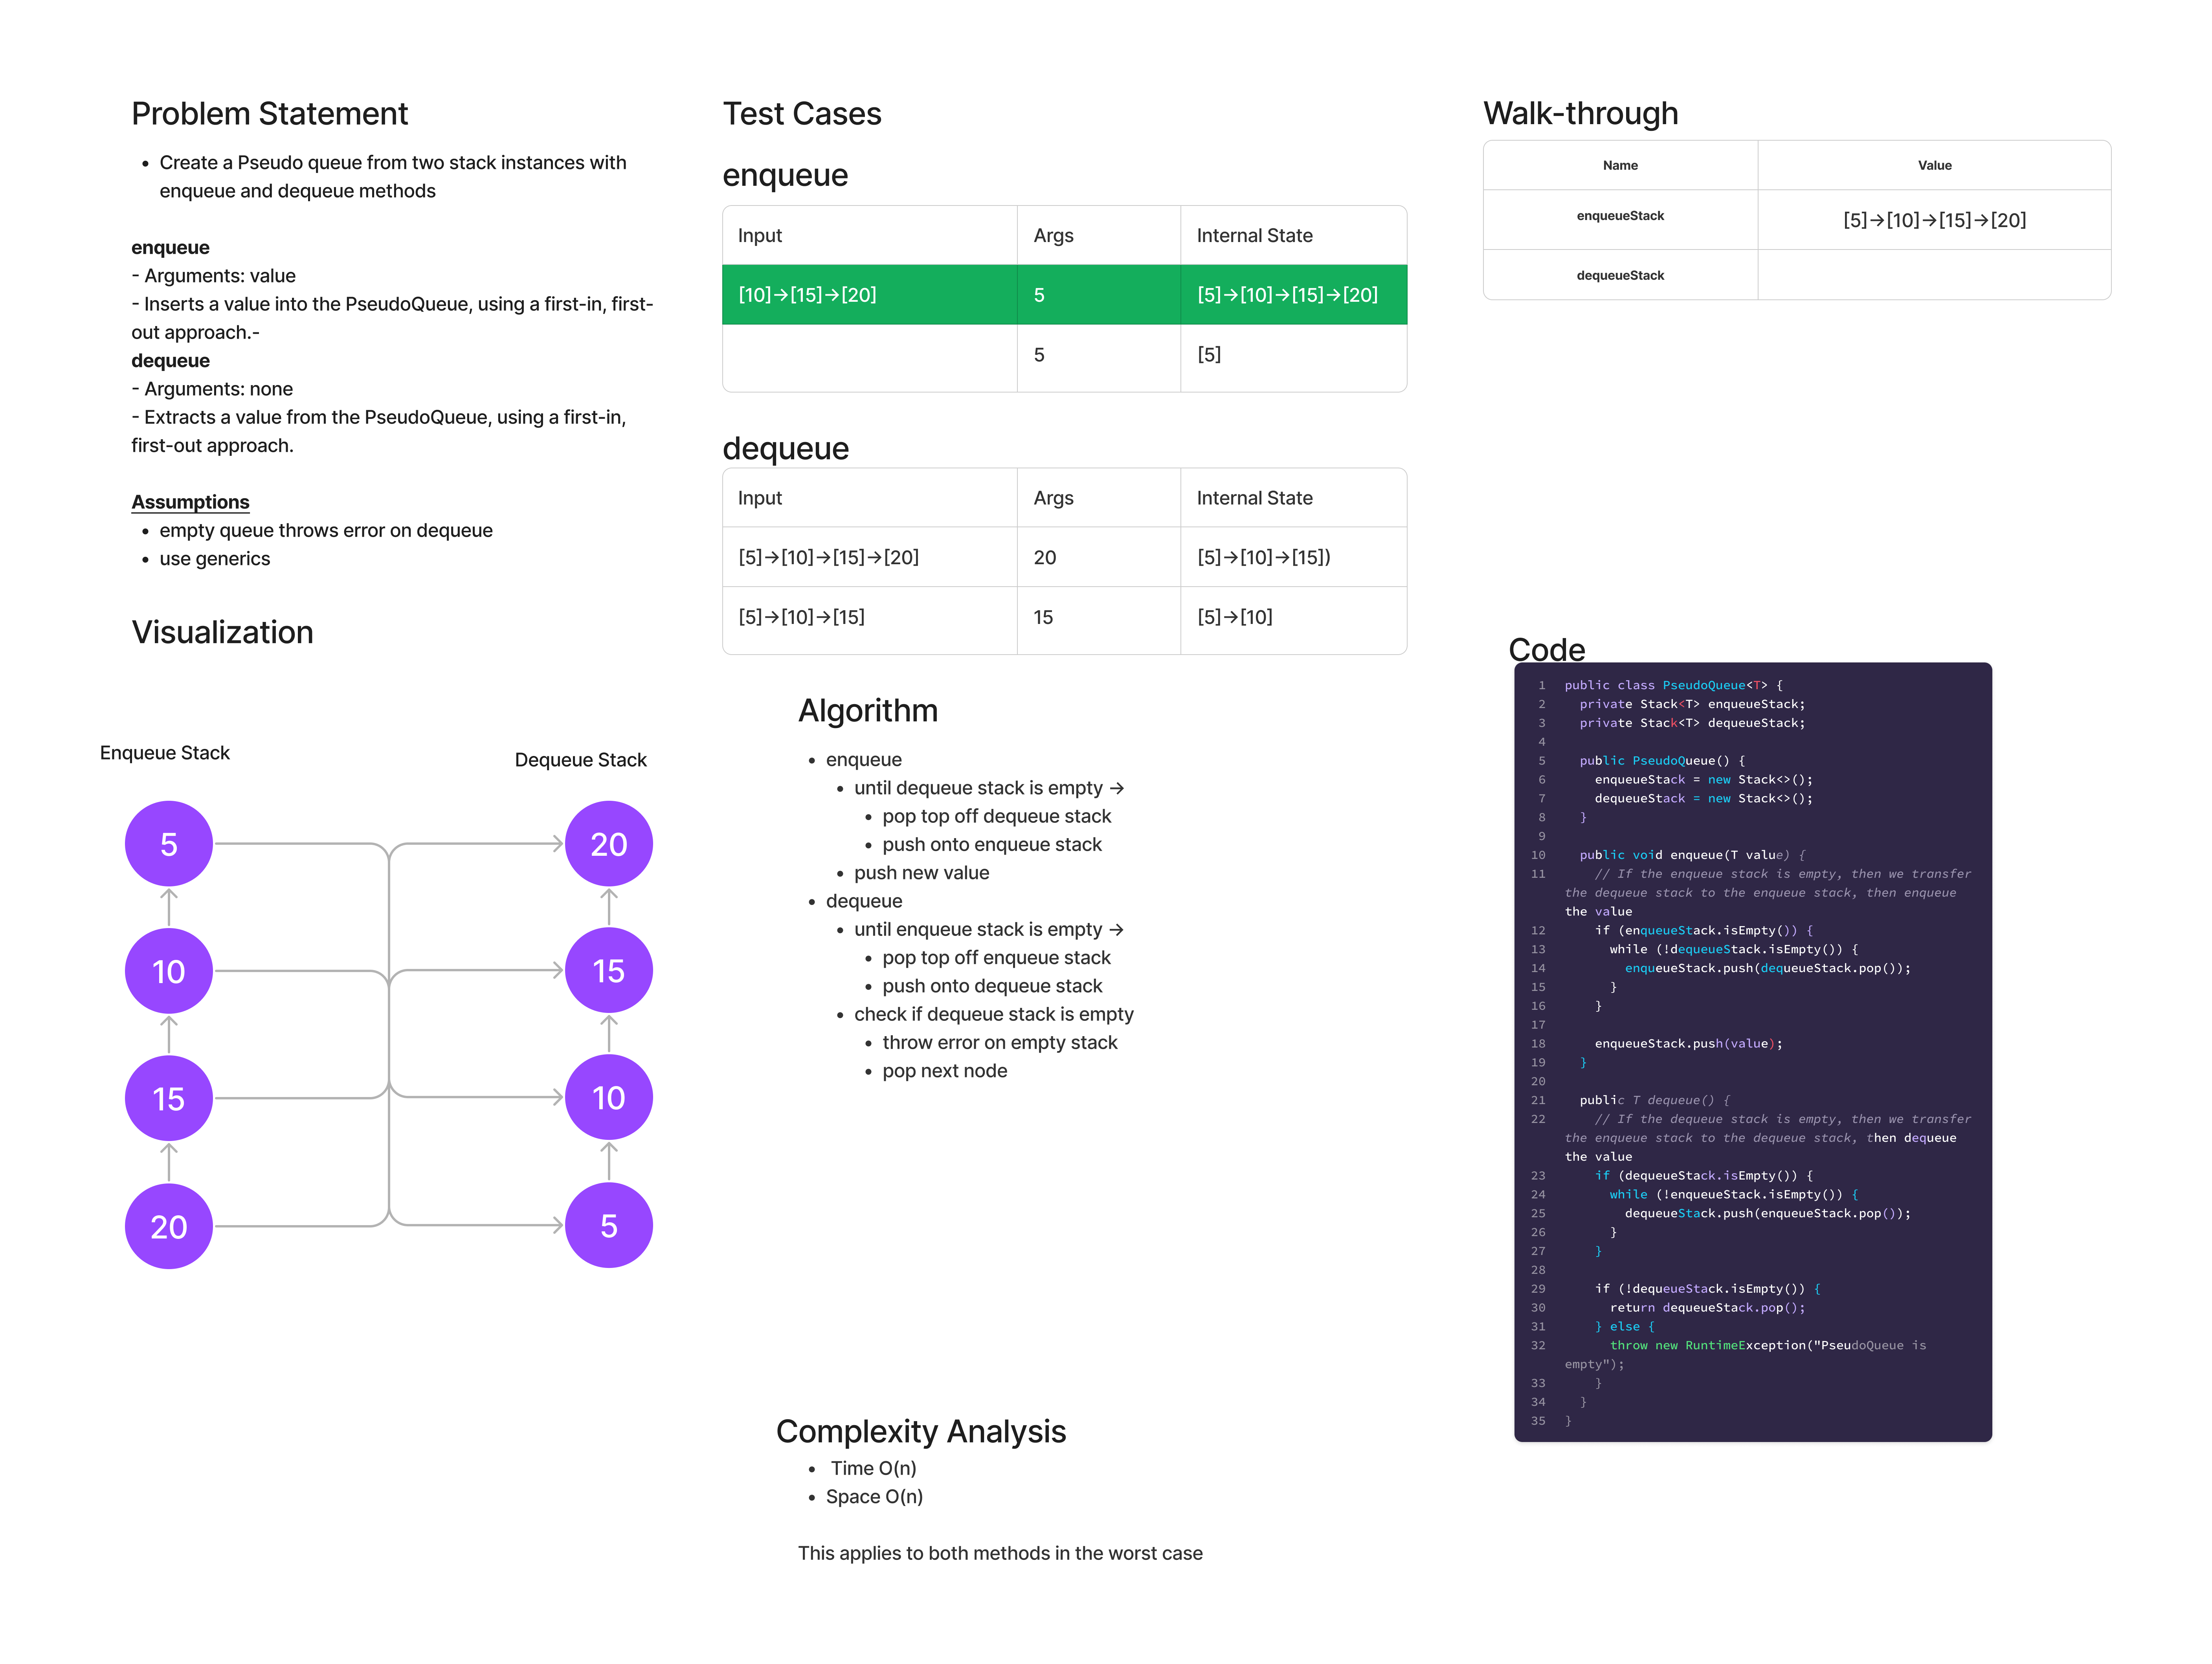 Problem Statement
• Create a Pseudo queue from two stack instances with
enqueue and dequeue methods
enqueue
- Arguments: value
- Inserts a value into the PseudoQueue, using a first-in, first-
out approach.-
dequeue
- Arguments: none
- Extracts a value from the PseudoQueue, using a first-in,
first-out approach.
Assumptions
• empty queue throws error on dequeue
• use generics
Visualization
Enqueue Stack
Dequeue Stack
5
20
10
15
15
10
20
5
Test Cases
enqueue
Input Args Internal State
[10]→[15]→[20] 5 [5]→[10]→[15]→[20]
5 [5]
dequeue
Input Args Internal State
[5]→[10]→[15]→[20] 20 [5]→[10]→[15])
[5]→[10]→[15] 15 [5]→[10]
Algorithm
• enqueue
• until dequeue stack is empty →
• pop top off dequeue stack
• push onto enqueue stack
• push new value
• dequeue
• until enqueue stack is empty →
• pop top off enqueue stack
• push onto dequeue stack
• check if dequeue stack is empty
• throw error on empty stack
• pop next node
Complexity Analysis
• Time O(n)
• Space O(n)
This applies to both methods in the worst case
Walk-through
Name Value
enqueueStack [5]→[10]→[15]→[20]
dequeueStack
Code
1 public class PseudoQueue<T> {
2 private Stack<T> enqueueStack;
3 private Stack<T> dequeueStack;
4
5 public PseudoQueue() {
6 enqueueStack = new Stack<>();
7 dequeueStack = new Stack<>();
8 }
9
10 public void enqueue(T value) {
11 // If the enqueue stack is empty, then we transfer
the dequeue stack to the enqueue stack, then enqueue
the value
12 if (enqueueStack.isEmpty()) {
13 while (!dequeueStack.isEmpty()) {
14 enqueueStack.push(dequeueStack.pop());
15 }
16 }
17
18 enqueueStack.push(value);
19 }
20
21 public T dequeue() {
22 // If the dequeue stack is empty, then we transfer
the enqueue stack to the dequeue stack, then dequeue
the value
23 if (dequeueStack.isEmpty()) {
24 while (!enqueueStack.isEmpty()) {
25 dequeueStack.push(enqueueStack.pop());
26 }
27 }
28
29 if (!dequeueStack.isEmpty()) {
30 return dequeueStack.pop();
31 } else {
32 throw new RuntimeException("PseudoQueue is
empty");
33 }
34 }
35 }